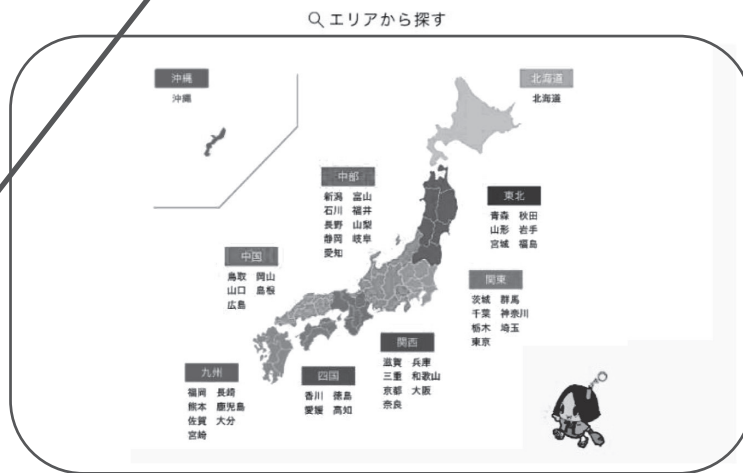 エリアから探す
沖縄
沖縄
北海道
北海道
中部
新潟 富山
石川 福井
長野 山梨
静岡 岐阜
愛知
東北
青森 秋田
山形 岩手
宮城 福島
中国
鳥取 岡山
山口 島根
広島
関東
茨城 群馬
千葉 神奈川
栃木 埼玉
東京
関西
滋賀 兵庫
三重 和歌山
京都 大阪
奈良
九州
福岡 長崎
熊本 鹿児島
佐賀 大分
宮崎
四国
香川 徳島
愛媛 高知